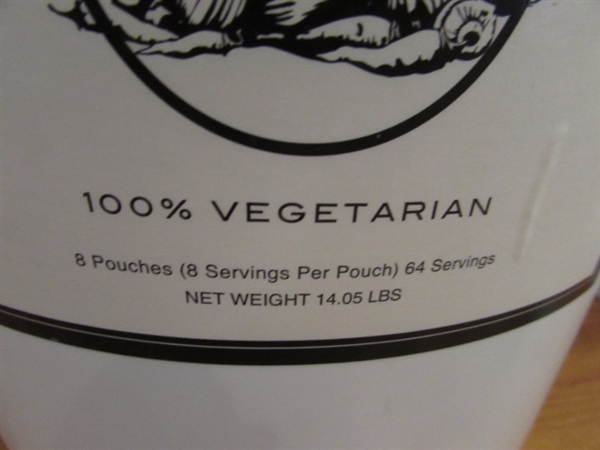 100% VEGETARIAN
8 Pouches (8 Servings Per Pouch) 64 Servings
NET WEIGHT 14.05 LBS